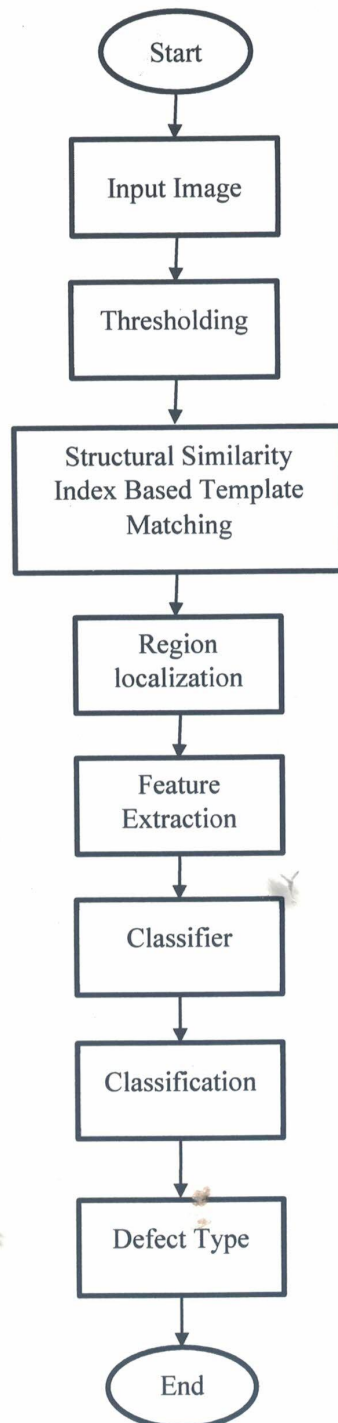 Start
Input Image
Thresholding
Structural Similarity
Index Based Template
Matching
Region
localization
Feature
Extraction
Classifier
Classification
Defect Type
End